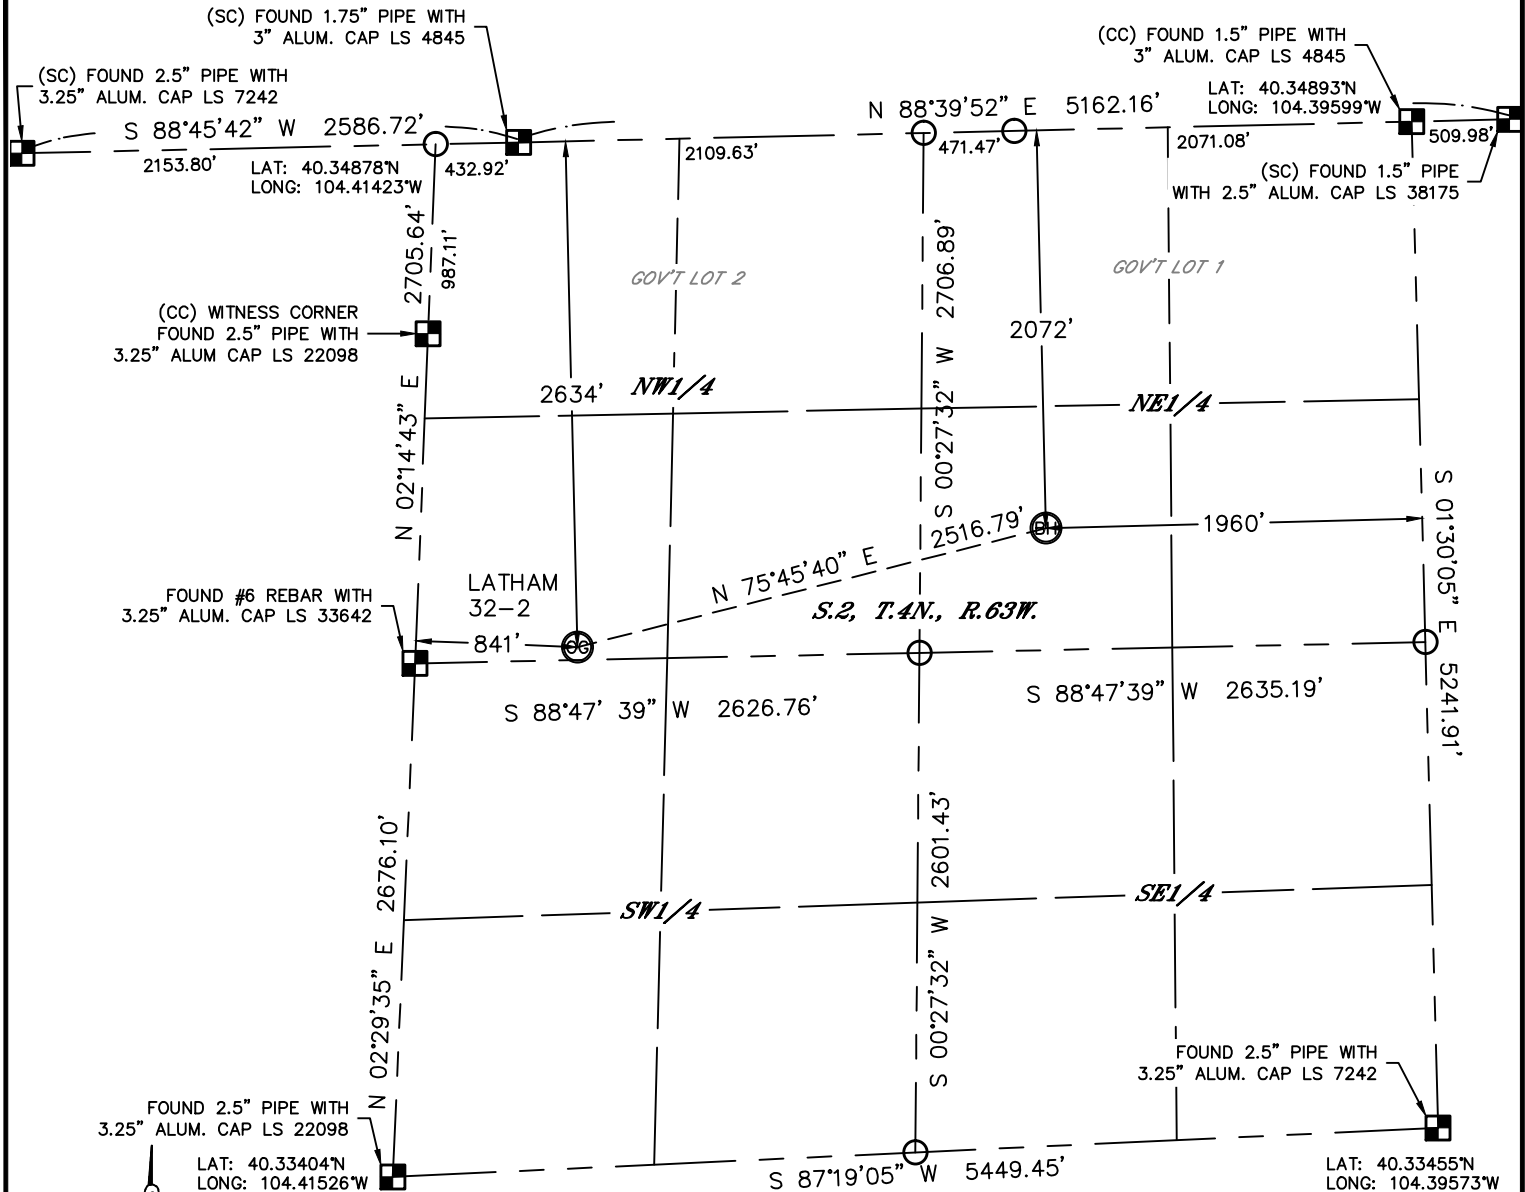 (SC) FOUND 1.75" PIPE WITH
3" ALUM. CAP LS 4845
(CC) FOUND 1.5" PIPE WITH
3" ALUM. CAP LS 4845
(SC) FOUND 2.5" PIPE WITH
3.25" ALUM. CAP LS 7242
LAT: 40.34893°N
LONG: 104.39599°W
S 88°45'42" W 2586.72'
N 88°39'52" E 5162.16'
2153.80'
432.92'
2109.63'
471.47'
2071.08'
509.98'
LAT: 40.34878°N
LONG: 104.41423°W
(SC) FOUND 1.5" PIPE
WITH 2.5" ALUM. CAP LS 38175
N 02°14'43" E 2705.64'
987.11'
GOV'T LOT 2
S 00°27'32" W 2706.89'
GOV'T LOT 1
(CC) WITNESS CORNER
FOUND 2.5" PIPE WITH
3.25" ALUM CAP LS 22098
2072'
2634'
NW1/4
NE1/4
BH
1960'
S 01°30'05" E 5241.91'
N 75°45'40" E 2516.79'
FOUND #6 REBAR WITH
3.25" ALUM. CAP LS 33642
LATHAM
32-2
S.2, T.4N., R.63W.
841'
OG
S 88°47' 39" W 2626.76'
S 88°47'39" W 2635.19'
N 02°29'35" E 2676.10'
S 00°27'32" W 2601.43'
SW1/4
SE1/4
FOUND 2.5" PIPE WITH
3.25" ALUM. CAP LS 7242
FOUND 2.5" PIPE WITH
3.25" ALUM. CAP LS 22098
LAT: 40.33404°N
LONG: 104.41526°W
S 87°19'05" W 5449.45'
LAT: 40.33455°N
LONG: 104.39573°W